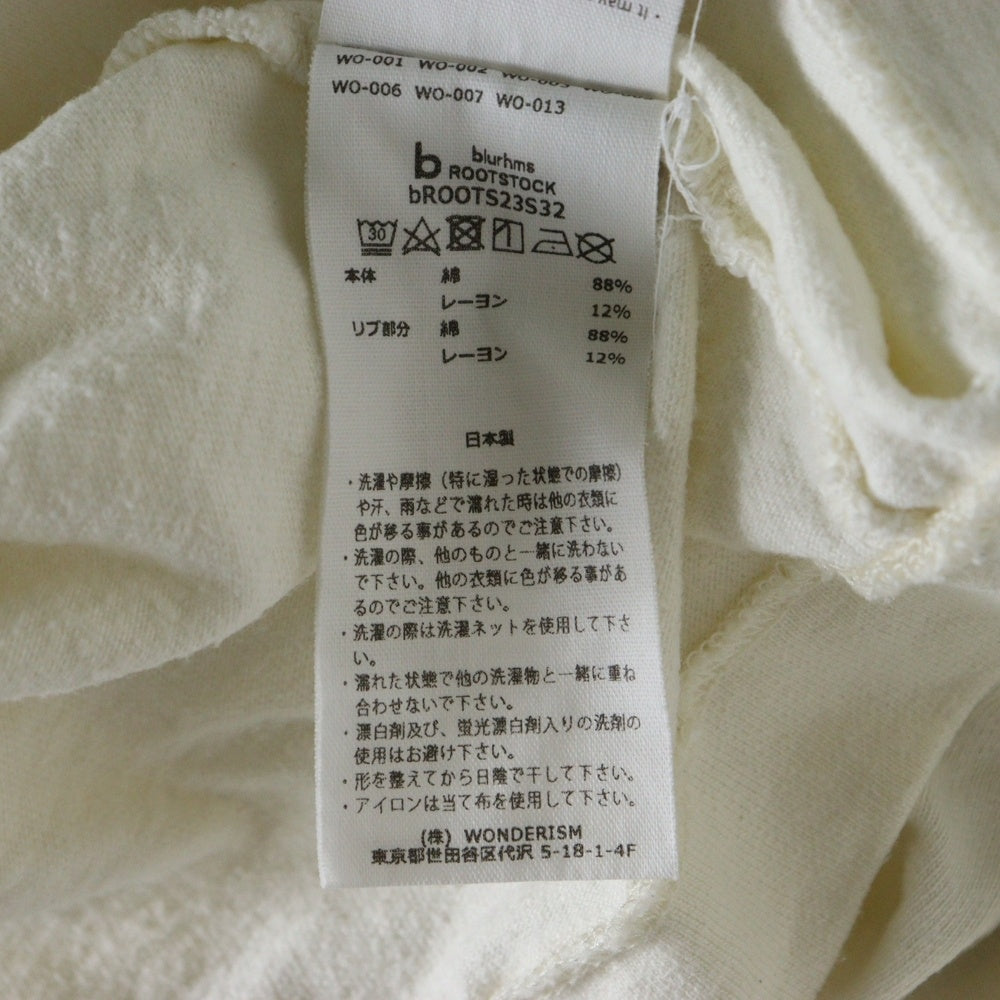 • It may
WO-001 WO-002 WO-003
WO-006 WO-007 WO-013
b blurhms
ROOTSTOCK
bROOTS23S32
30
本体 綿 88%
レーヨン 12%
リブ部分 綿 88%
レーヨン 12%
日本製
・洗濯や摩擦（特に湿った状態での摩擦）
や汗、雨などで濡れた時は他の衣類に
色が移る事があるのでご注意下さい。
・洗濯の際、他のものと一緒に洗わない
で下さい。他の衣類に色が移る事があ
るのでご注意下さい。
・洗濯の際は洗濯ネットを使用して下さ
い。
・濡れた状態で他の洗濯物と一緒に重ね
合わせないで下さい。
・漂白剤及び、蛍光漂白剤入りの洗剤の
使用はお避け下さい。
・形を整えてから日陰で干して下さい。
・アイロンは当て布を使用して下さい。
(株) WONDERISM
東京都世田谷区代沢 5-18-1-4F